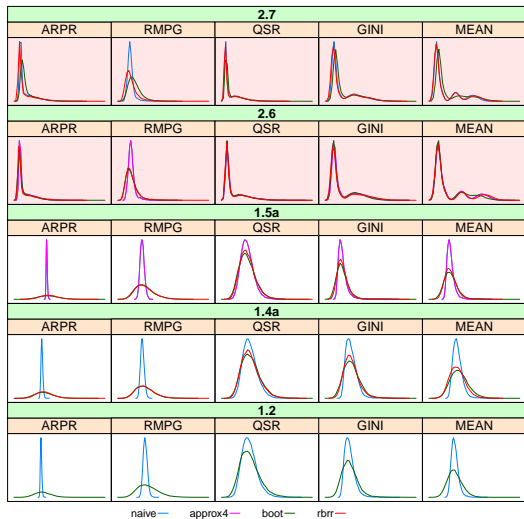 2.7
ARPR RMPG QSR GINI MEAN
2.6
ARPR RMPG QSR GINI MEAN
1.5a
ARPR RMPG QSR GINI MEAN
1.4a
ARPR RMPG QSR GINI MEAN
1.2
ARPR RMPG QSR GINI MEAN
naive approx4 boot rbrr